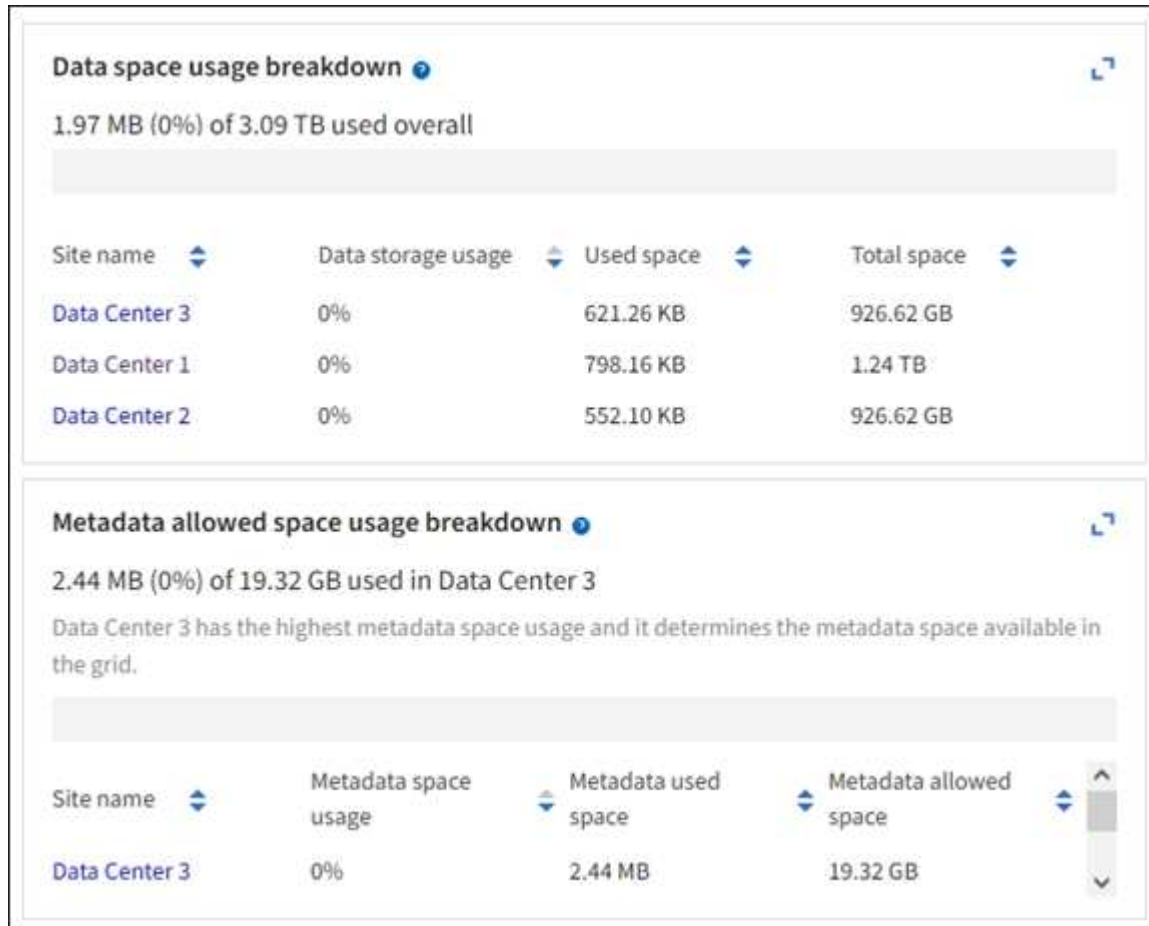 Data space usage breakdown
1.97 MB (0%) of 3.09 TB used overall
Site name Data storage usage Used space Total space
Data Center 3 0% 621.26 KB 926.62 GB
Data Center 1 0% 798.16 KB 1.24 TB
Data Center 2 0% 552.10 KB 926.62 GB
Metadata allowed space usage breakdown
2.44 MB (0%) of 19.32 GB used in Data Center 3
Data Center 3 has the highest metadata space usage and it determines the metadata space available in
the grid.
Site name Metadata space usage Metadata used space Metadata allowed space
Data Center 3 0% 2.44 MB 19.32 GB